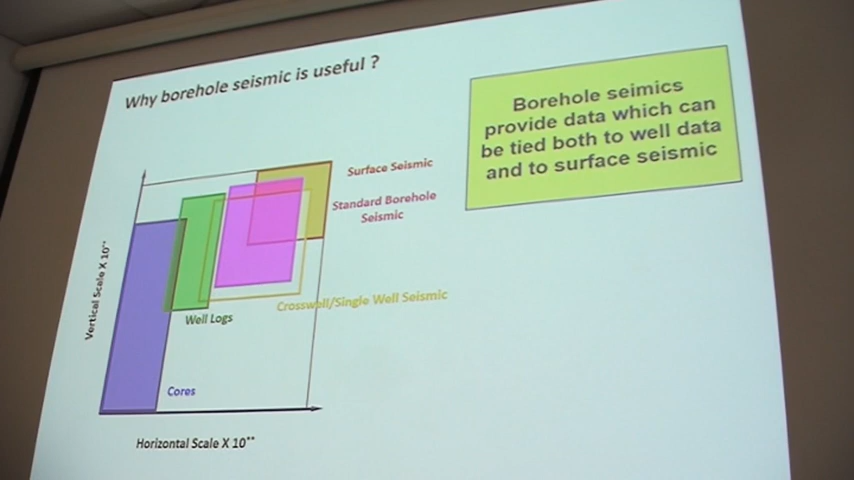 Why borehole seismic is useful ?
Borehole seimics
provide data which can
be tied both to well data
and to surface seismic
Surface Seismic
Standard Borehole
Seismic
Crosswell/Single Well Seismic
Well Logs
Cores
Vertical Scale X 10**
Horizontal Scale X 10**